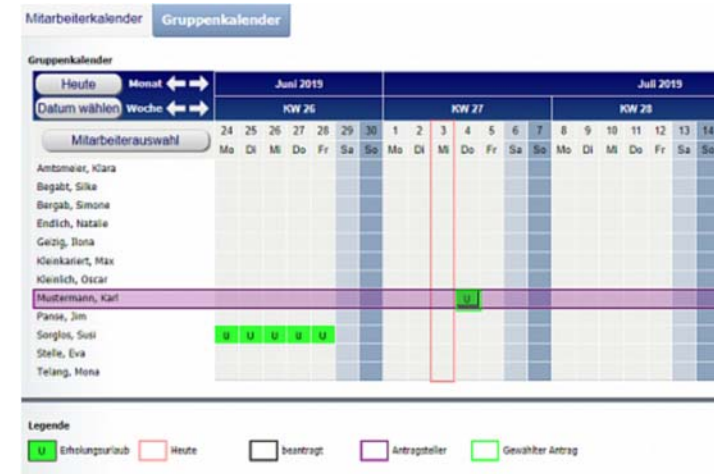 Mitarbeiterkalender Gruppenkalender
Gruppenkalender
Heute Monat Juni 2019 Juli 2019
Datum wählen Woche KW 26 KW 27 KW 28
Mitarbeiterauswahl 24 25 26 27 28 29 30 1 2 3 4 5 6 7 8 9 10 11 12 13 14
Mo Di Mi Do Fr Sa So Mo Di Mi Do Fr Sa So Mo Di Mi Do Fr Sa So
Amtsmeier, Klara
Begabt, Silke
Bergab, Simone
Endlich, Natalie
Geizig, Ilona
Kleinkariert, Max
Kleinlich, Oscar
Mustermann, Karl U
Panse, Jim
Sorglos, Susi U U U U U
Stelle, Eva
Telang, Mona
Legende
U Erholungsurlaub Heute beantragt Antragsteller Gewählter Antrag